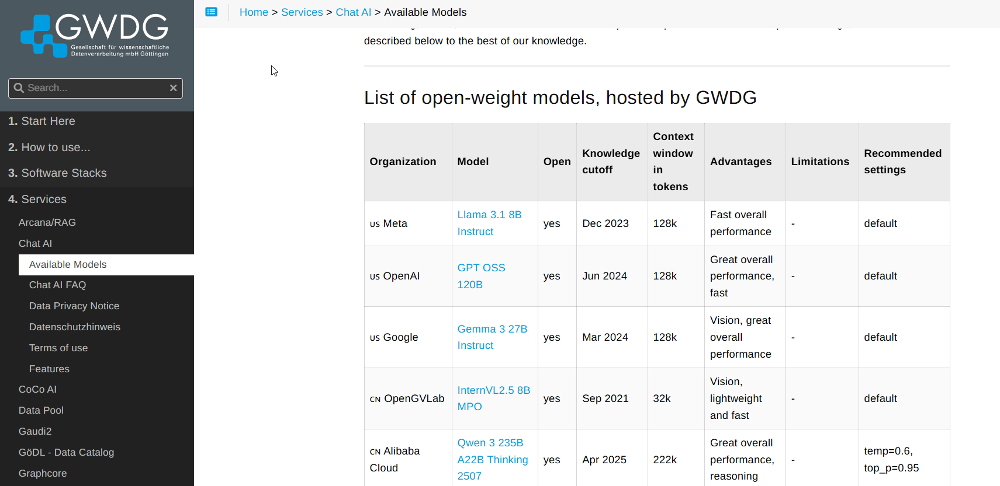 GWDG
Gesellschaft für wissenschaftliche
Datenverarbeitung mbH Göttingen
Search...
1. Start Here
2. How to use...
3. Software Stacks
4. Services
Arcana/RAG
Chat AI
Available Models
Chat AI FAQ
Data Privacy Notice
Datenschutzhinweis
Terms of use
Features
CoCo AI
Data Pool
Gaudi2
GöDL - Data Catalog
Graphcore
Home > Services > Chat AI > Available Models
described below to the best of our knowledge.
List of open-weight models, hosted by GWDG
Organization
Model
Open
Knowledge
cutoff
Context
window
in
tokens
Advantages
Limitations
Recommended
settings
US Meta
Llama 3.1 8B
Instruct
yes
Dec 2023
128k
Fast overall
performance
-
default
US OpenAI
GPT OSS
120B
yes
Jun 2024
128k
Great overall
performance,
fast
-
default
US Google
Gemma 3 27B
Instruct
yes
Mar 2024
128k
Vision, great
overall
performance
-
default
CN OpenGVLab
InternVL2.5 8B
MPO
yes
Sep 2021
32k
Vision,
lightweight
and fast
-
default
CN Alibaba
Cloud
Qwen 3 235B
A22B Thinking
2507
yes
Apr 2025
222k
Great overall
performance,
reasoning
-
temp=0.6,
top_p=0.95